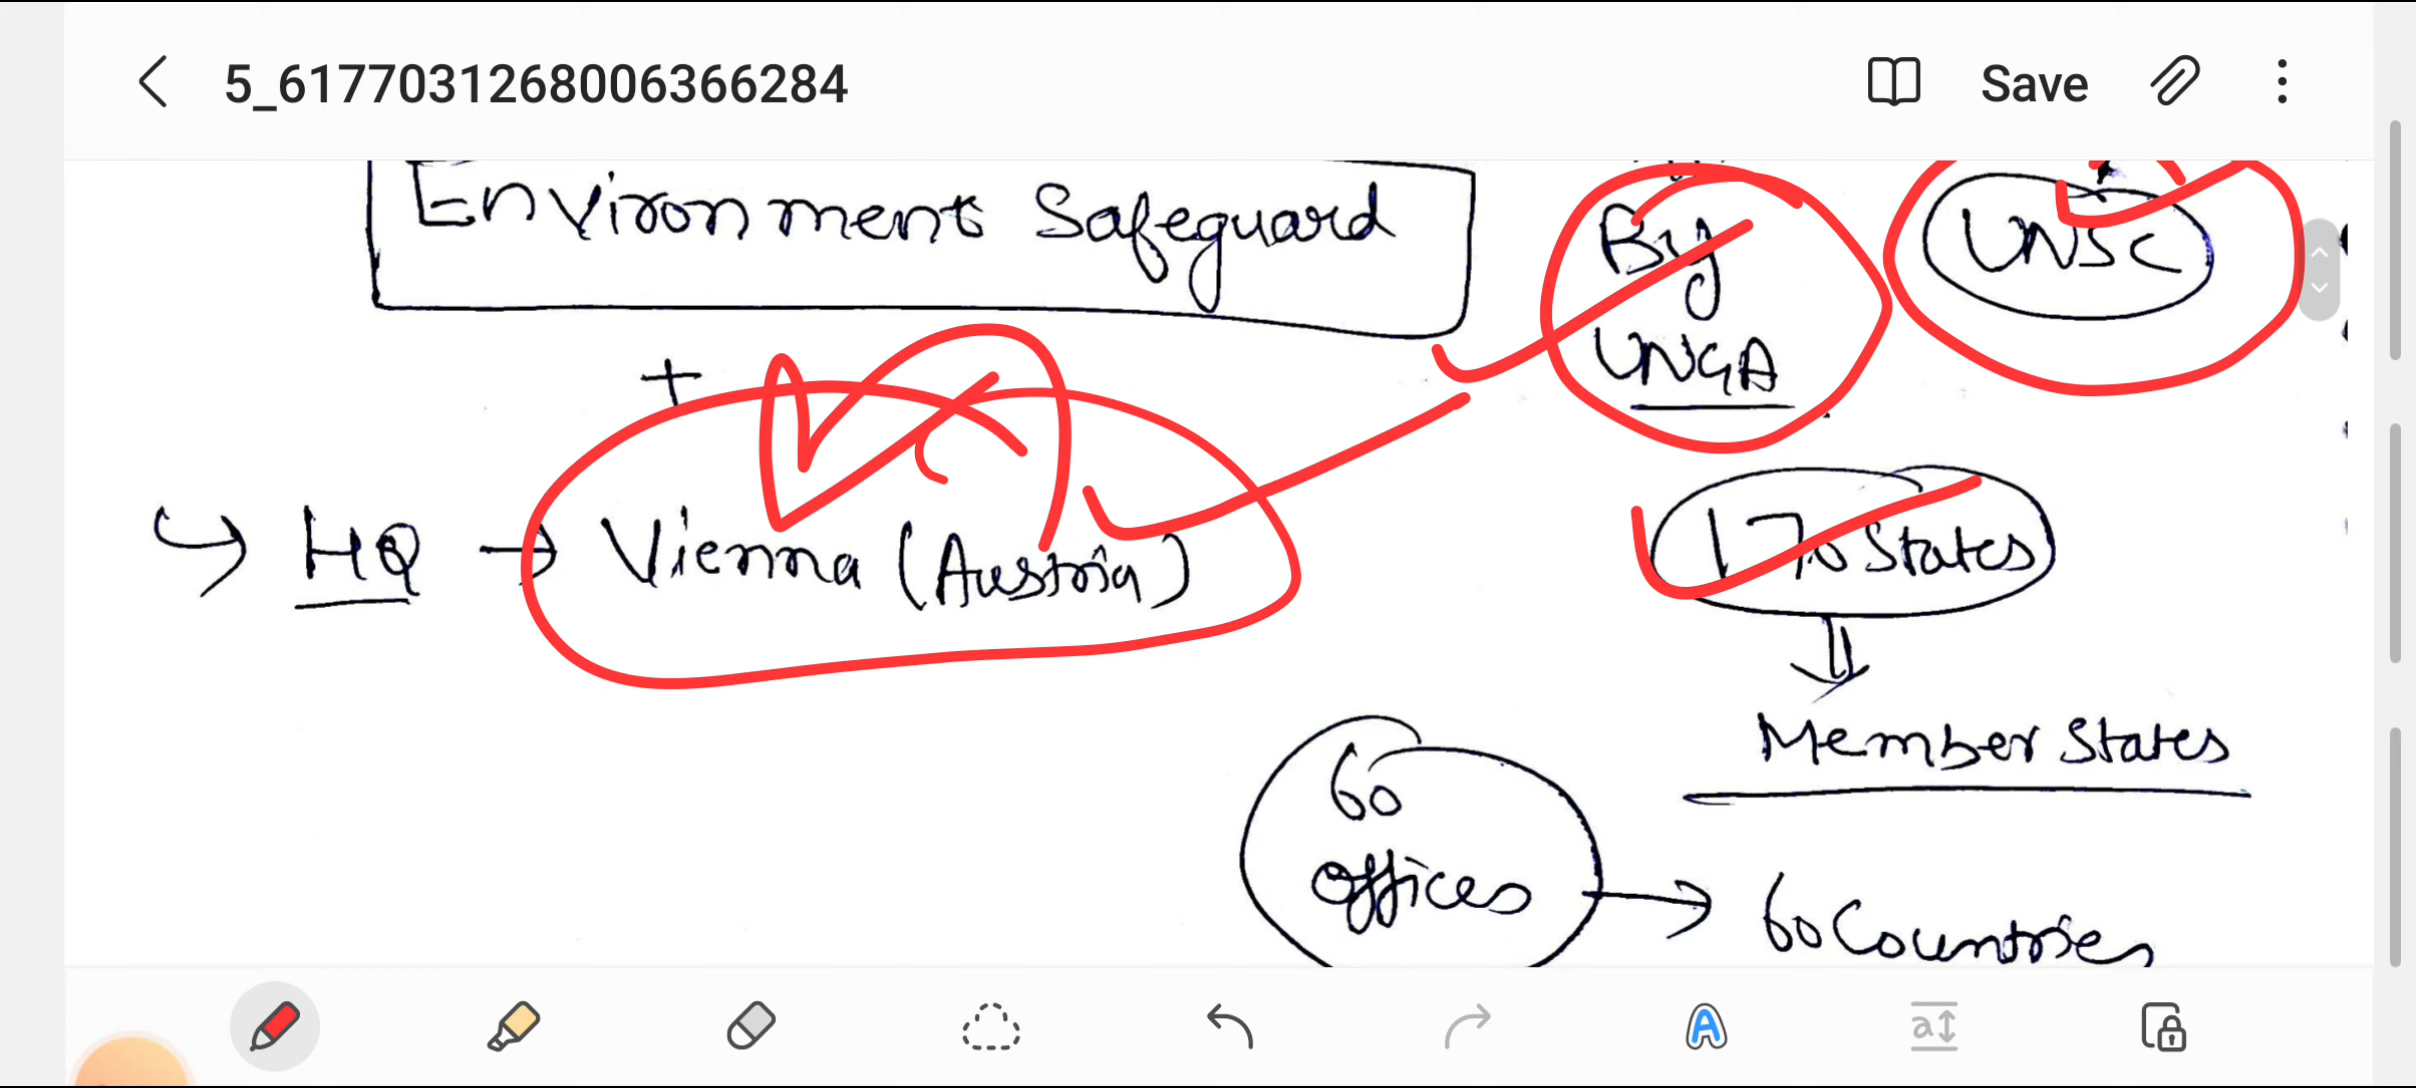 5_6177031268006366284
Save
Environment Safeguard
By
UNGA
UNSC
+
HQ → Vienna (Austria)
170 States
Member States
60
offices → 60 Countries